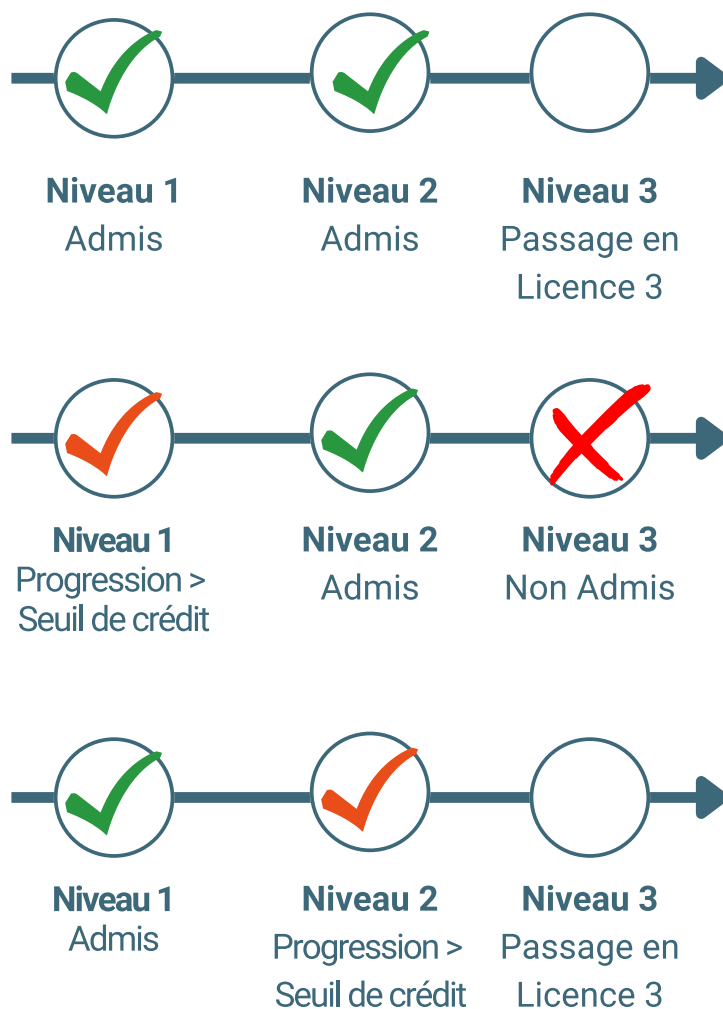 Niveau 1
Niveau 2
Niveau 3
Admis
Admis
Passage en
Licence 3
Niveau 1
Niveau 2
Niveau 3
Progression >
Seuil de crédit
Admis
Non Admis
Niveau 1
Niveau 2
Niveau 3
Admis
Progression >
Seuil de crédit
Passage en
Licence 3